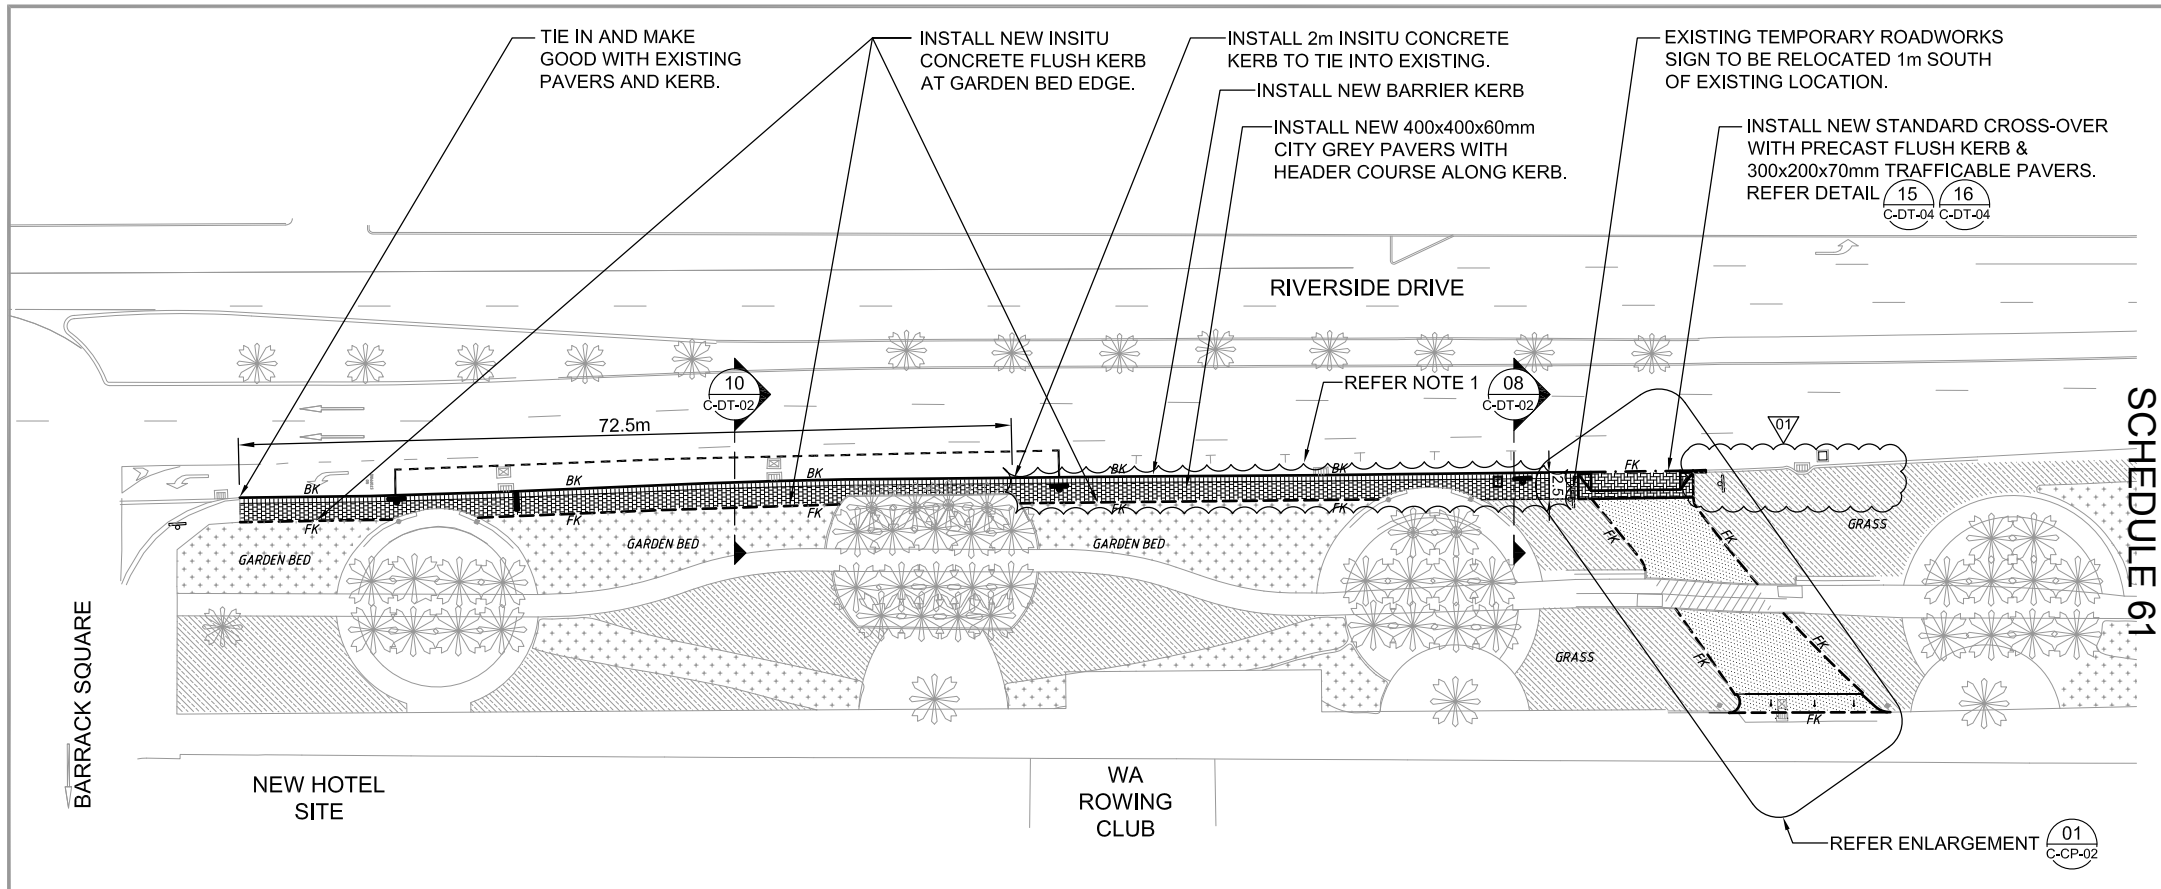 TIE IN AND MAKE
GOOD WITH EXISTING
PAVERS AND KERB.
INSTALL NEW INSITU
CONCRETE FLUSH KERB
AT GARDEN BED EDGE.
INSTALL 2m INSITU CONCRETE
KERB TO TIE INTO EXISTING.
INSTALL NEW BARRIER KERB
INSTALL NEW 400x400x60mm
CITY GREY PAVERS WITH
HEADER COURSE ALONG KERB.
EXISTING TEMPORARY ROADWORKS
SIGN TO BE RELOCATED 1m SOUTH
OF EXISTING LOCATION.
INSTALL NEW STANDARD CROSS-OVER
WITH PRECAST FLUSH KERB &
300x200x70mm TRAFFICABLE PAVERS.
REFER DETAIL
15
C-DT-04
16
C-DT-04
RIVERSIDE DRIVE
10
C-DT-02
REFER NOTE 1
08
C-DT-02
72.5m
01
BK
BK
BK
BK
FK
2.5
FK
FK
FK
FK
GARDEN BED
GARDEN BED
GARDEN BED
GRASS
FK
FK
GRASS
FK
FK
FK
SCHEDULE 61
BARRACK SQUARE
NEW HOTEL
SITE
WA
ROWING
CLUB
REFER ENLARGEMENT
01
C-CP-02